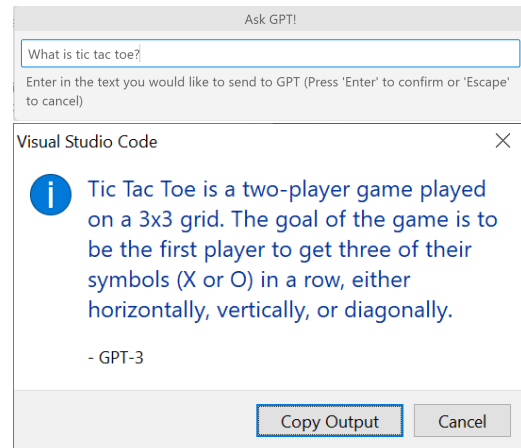 Ask GPT!
What is tic tac toe?
Enter in the text you would like to send to GPT (Press 'Enter' to confirm or 'Escape'
to cancel)
Visual Studio Code
Tic Tac Toe is a two-player game played
on a 3x3 grid. The goal of the game is to
be the first player to get three of their
symbols (X or O) in a row, either
horizontally, vertically, or diagonally.
- GPT-3
Copy Output
Cancel